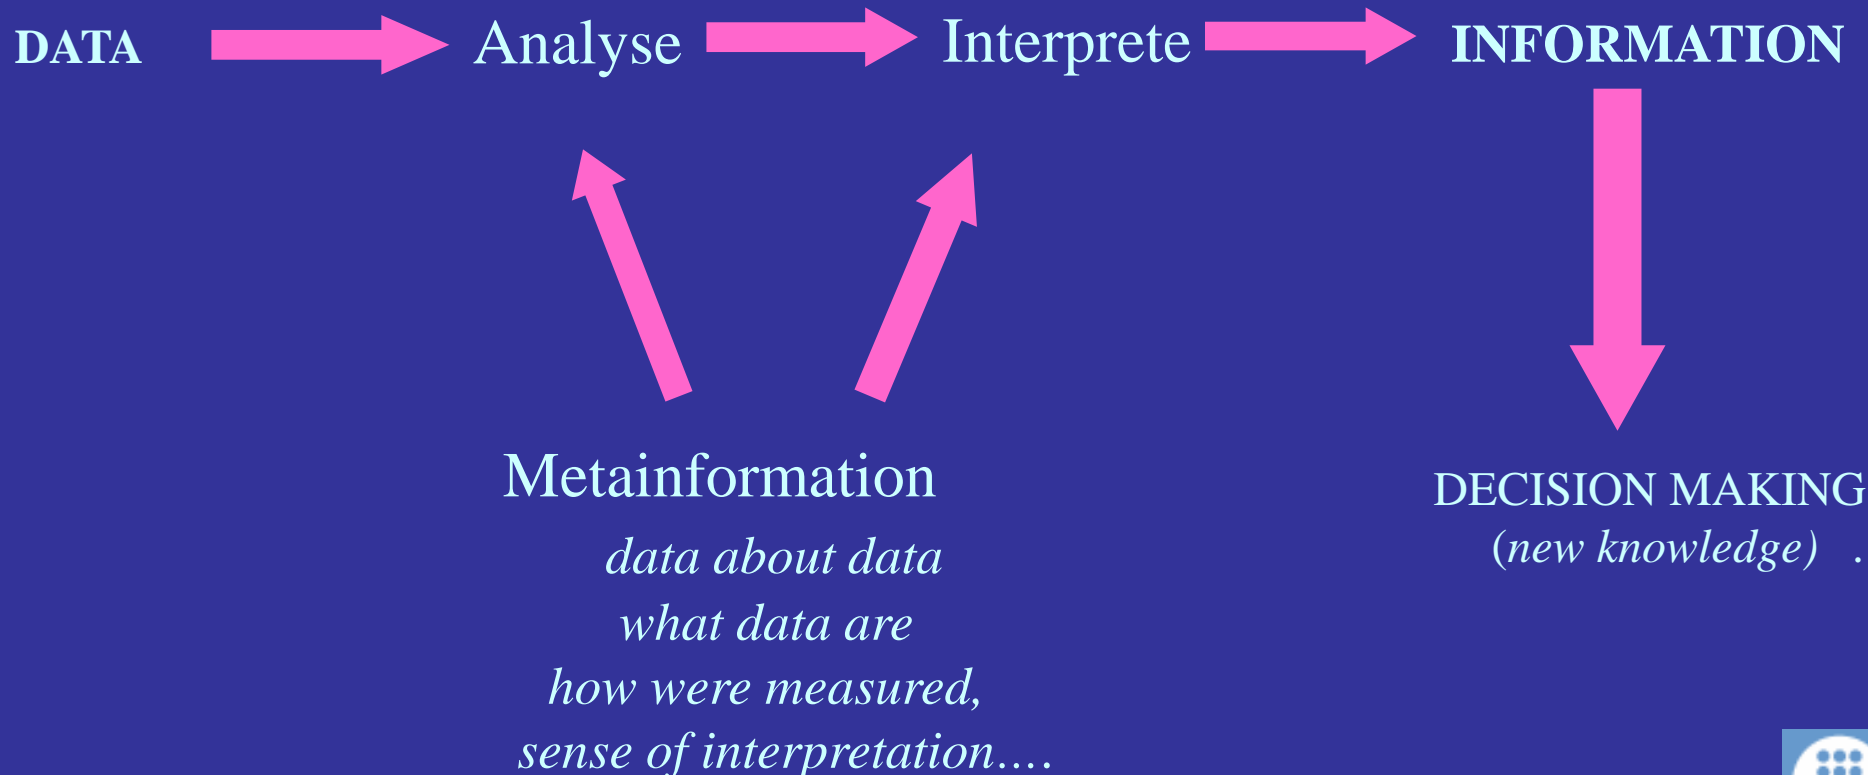 DATA Analyse Interprete INFORMATION
Metainformation
data about data
what data are
how were measured,
sense of interpretation....
DECISION MAKING
(new knowledge) .